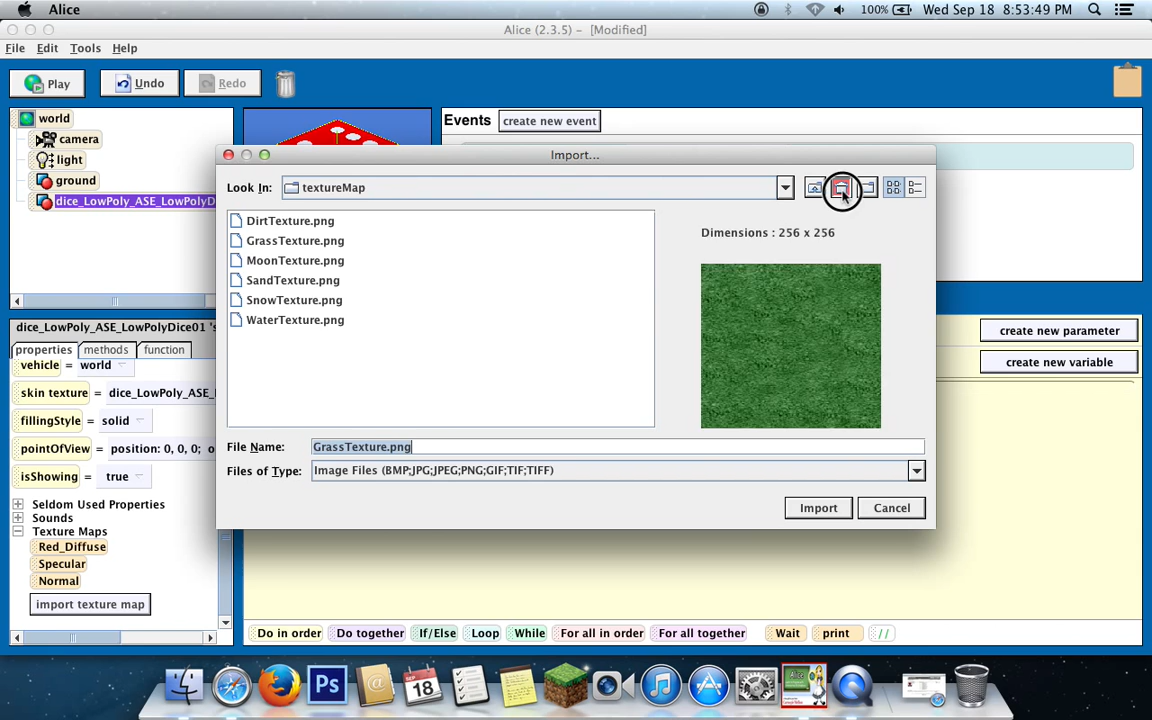 Alice
100%
Wed Sep 18 8:53:49 PM
Alice (2.3.5) - [Modified]
File Edit Tools Help
Play
Undo
Redo
world
camera
light
ground
dice_LowPoly_ASE_LowPolyD
Events
create new event
Import...
Look In:
textureMap
DirtTexture.png
GrassTexture.png
MoonTexture.png
SandTexture.png
SnowTexture.png
WaterTexture.png
Dimensions : 256 x 256
File Name:
GrassTexture.png
Files of Type:
Image Files (BMP;JPG;JPEG;PNG;GIF;TIF;TIFF)
Import
Cancel
dice_LowPoly_ASE_LowPolyDice01 's
properties
methods
function
vehicle = world
skin texture = dice_LowPoly_ASE_
fillingStyle = solid
pointOfView = position: 0, 0, 0; o
isShowing = true
Seldom Used Properties
Sounds
Texture Maps
Red_Diffuse
Specular
Normal
import texture map
create new parameter
create new variable
Do in order
Do together
If/Else
Loop
While
For all in order
For all together
Wait
print
//
Ps
SEP
18